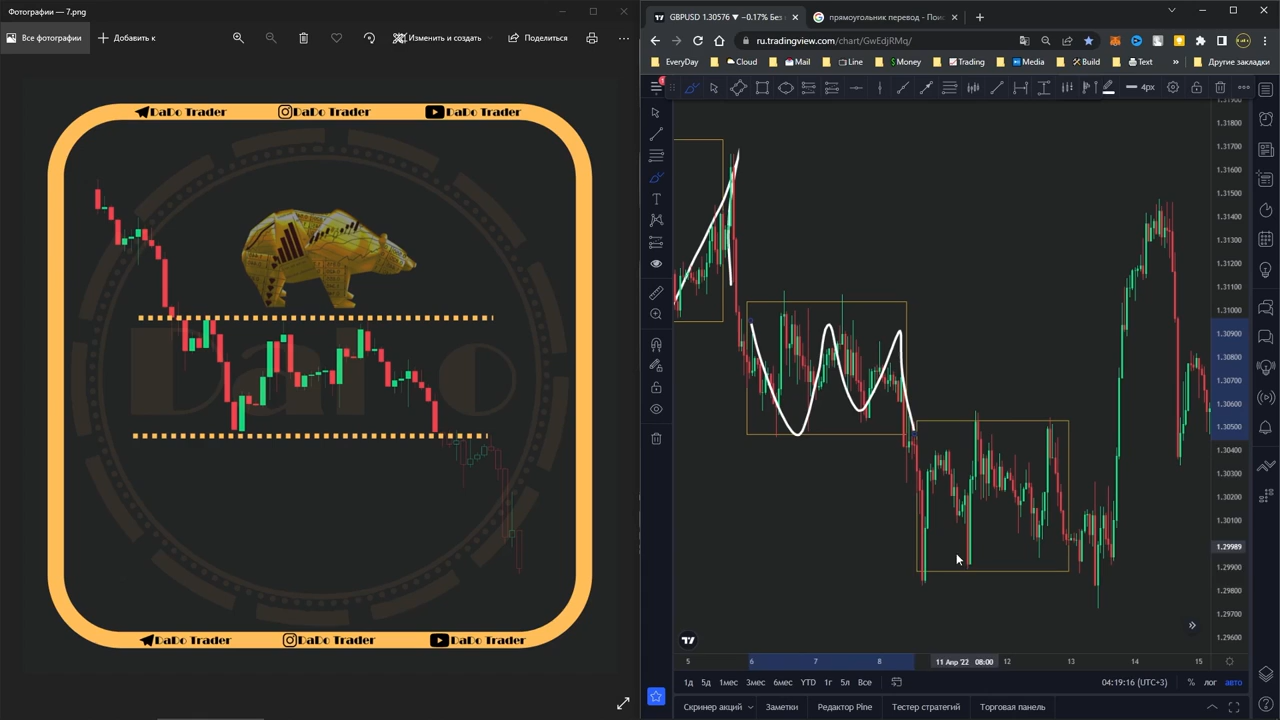 Фотографии — 7.png
Все фотографии
Добавить к
Изменить и создать
Поделиться
DaDo Trader
DaDo Trader
DaDo Trader
DaDo
DaDo Trader
DaDo Trader
DaDo Trader
GBPUSD 1.30576 ▼ −0.17% Без
прямоугольник перевод - Пои
ru.tradingview.com/chart/GwEdjRMq/
EveryDay
Cloud
Mail
Line
Money
Trading
Media
Build
Text
»
Другие закладки
4px
1.31900
1.31800
1.31700
1.31600
1.31500
1.31400
1.31300
1.31200
1.31100
1.31000
1.30900
1.30800
1.30700
1.30600
1.30500
1.30400
1.30300
1.30200
1.30100
1.29989
1.29900
1.29800
1.29700
1.29600
5
6
7
8
11 Апр '22 08:00
12
13
14
15
1д
5д
1мес
3мес
6мес
YTD
1г
5л
Все
04:19:16 (UTC+3)
%
лог
авто
Скринер акций
Заметки
Редактор Pine
Тестер стратегий
Торговая панель